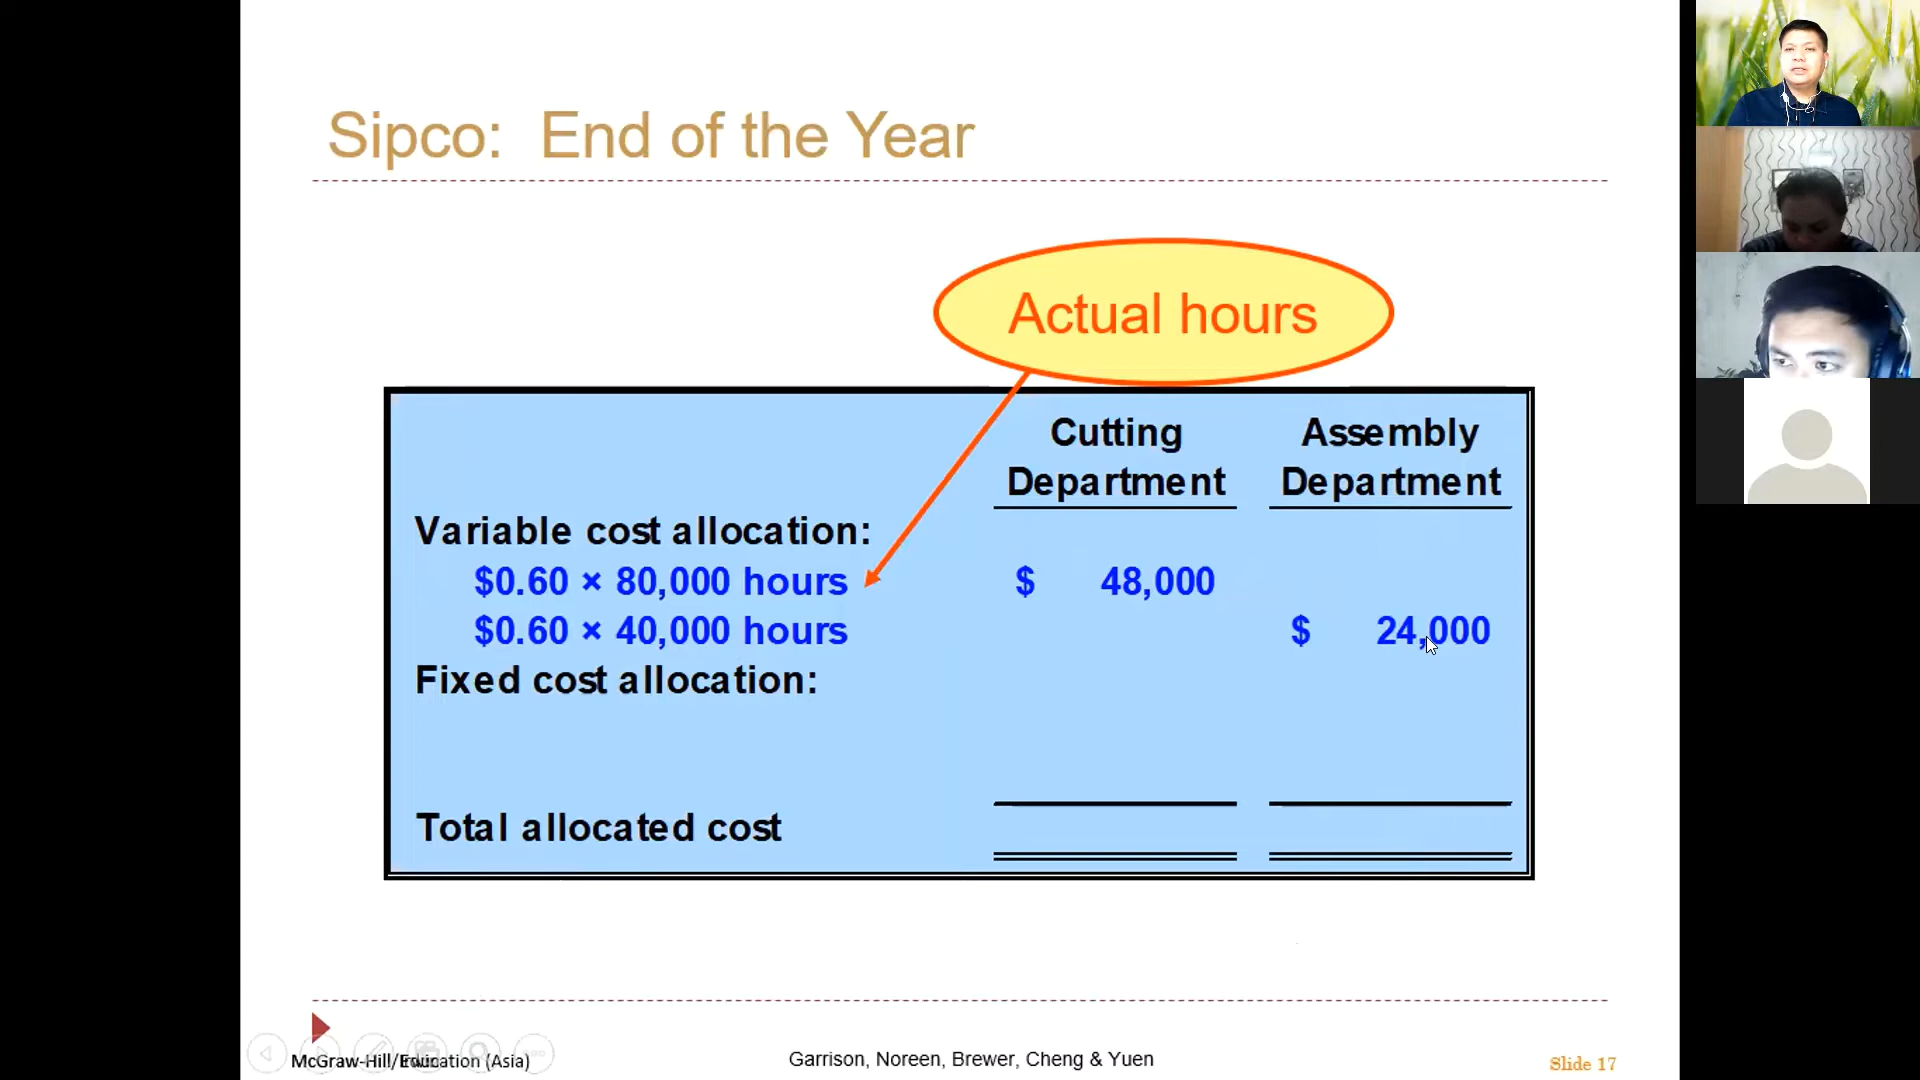 Sipco: End of the Year
Actual hours
Cutting Department
Assembly Department
Variable cost allocation:
$0.60 × 80,000 hours $ 48,000
$0.60 × 40,000 hours $ 24,000
Fixed cost allocation:
Total allocated cost
McGraw-Hill/ Education (Asia)
Garrison, Noreen, Brewer, Cheng & Yuen
Slide 17